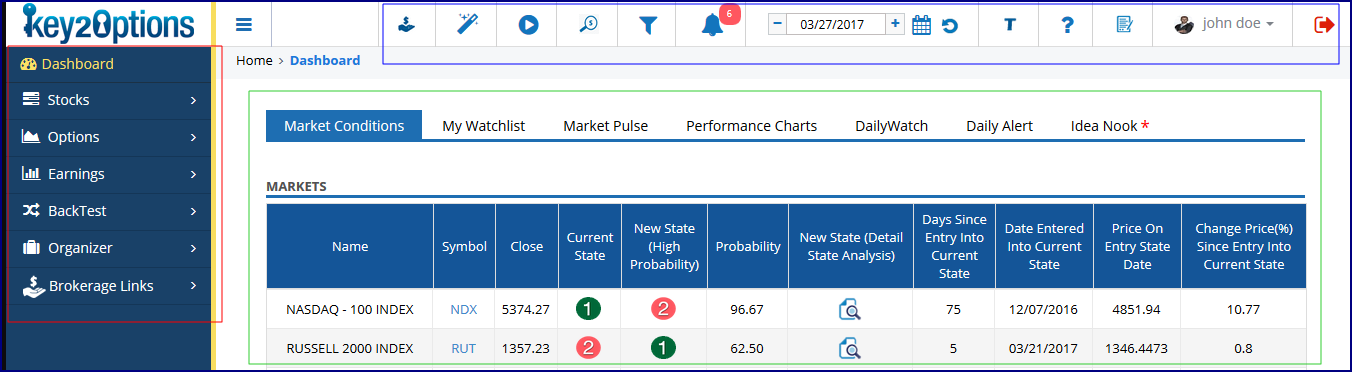 key2Options
6
− 03/27/2017 +
T
?
john doe
Home > Dashboard
Dashboard
Stocks
Options
Earnings
BackTest
Organizer
Brokerage Links
Market Conditions My Watchlist Market Pulse Performance Charts DailyWatch Daily Alert Idea Nook *
MARKETS
Name Symbol Close Current State New State (High Probability) Probability New State (Detail State Analysis) Days Since Entry Into Current State Date Entered Into Current State Price On Entry State Date Change Price(%) Since Entry Into Current State
NASDAQ - 100 INDEX NDX 5374.27 1 2 96.67 75 12/07/2016 4851.94 10.77
RUSSELL 2000 INDEX RUT 1357.23 2 1 62.50 5 03/21/2017 1346.4473 0.8